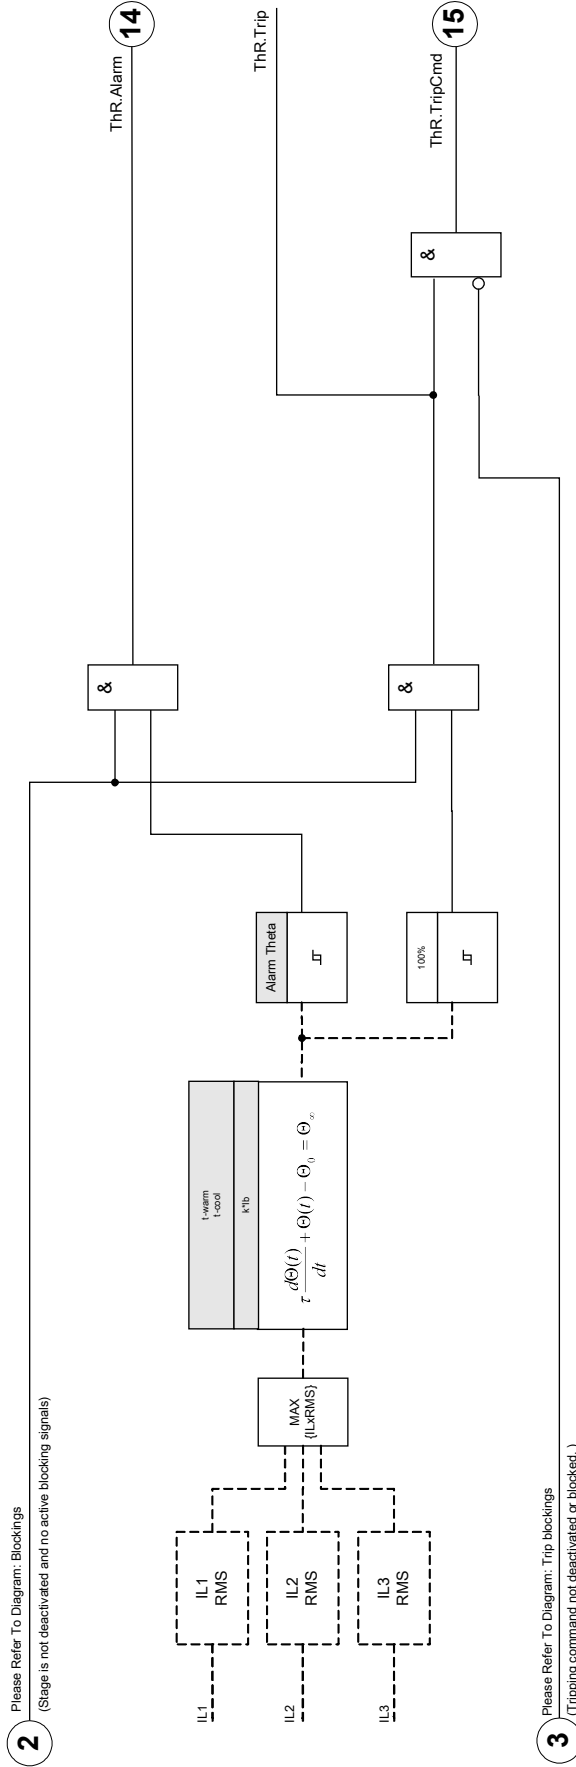 2
Please Refer To Diagram: Blockings
(Stage is not deactivated and no active blocking signals)
IL1
IL2
IL3
IL1
RMS
IL2
RMS
IL3
RMS
MAX
{ILxRMS}
t-warm
t-cool
k*Ib
τ dΘ(t)/dt + Θ(t) − Θ₀ = Θ∞
Alarm Theta
100%
&
&
&
ThR.Alarm
14
ThR.Trip
ThR.TripCmd
15
3
Please Refer To Diagram: Trip blockings
(Tripping command not deactivated or blocked. )